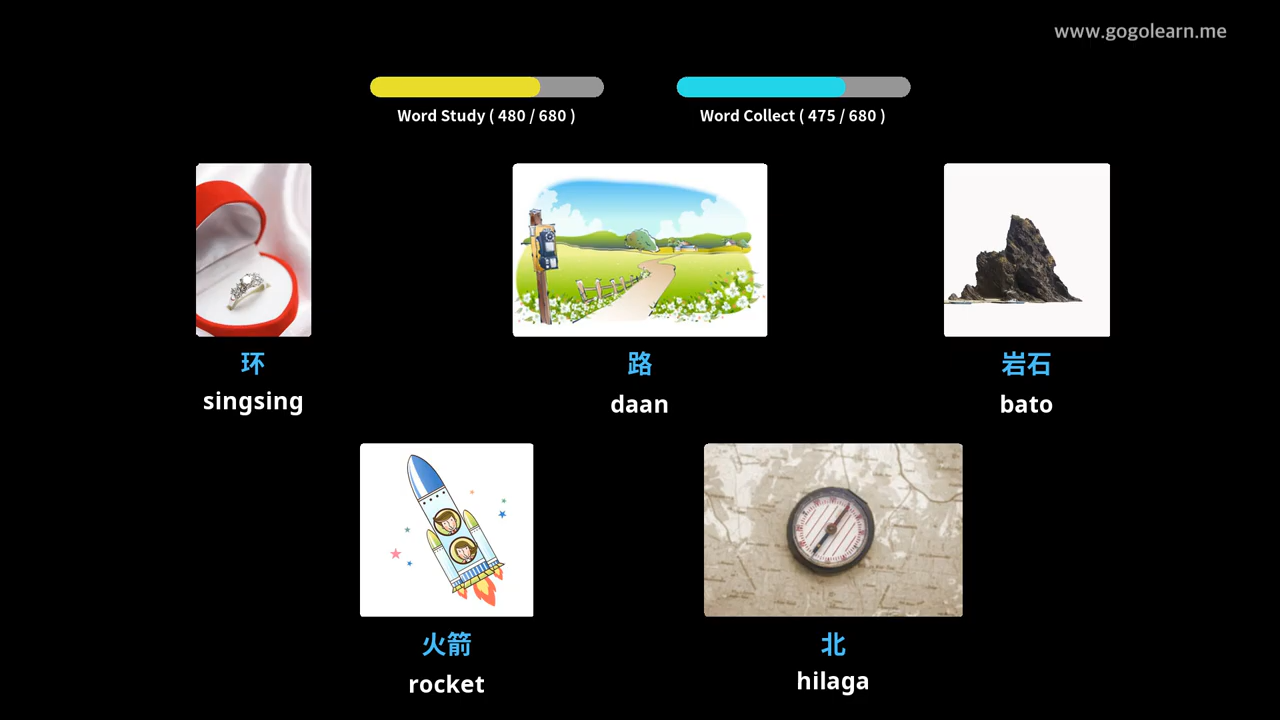 www.gogolearn.me
Word Study ( 480 / 680 )
Word Collect ( 475 / 680 )
环
singsing
路
daan
岩石
bato
火箭
rocket
北
hilaga